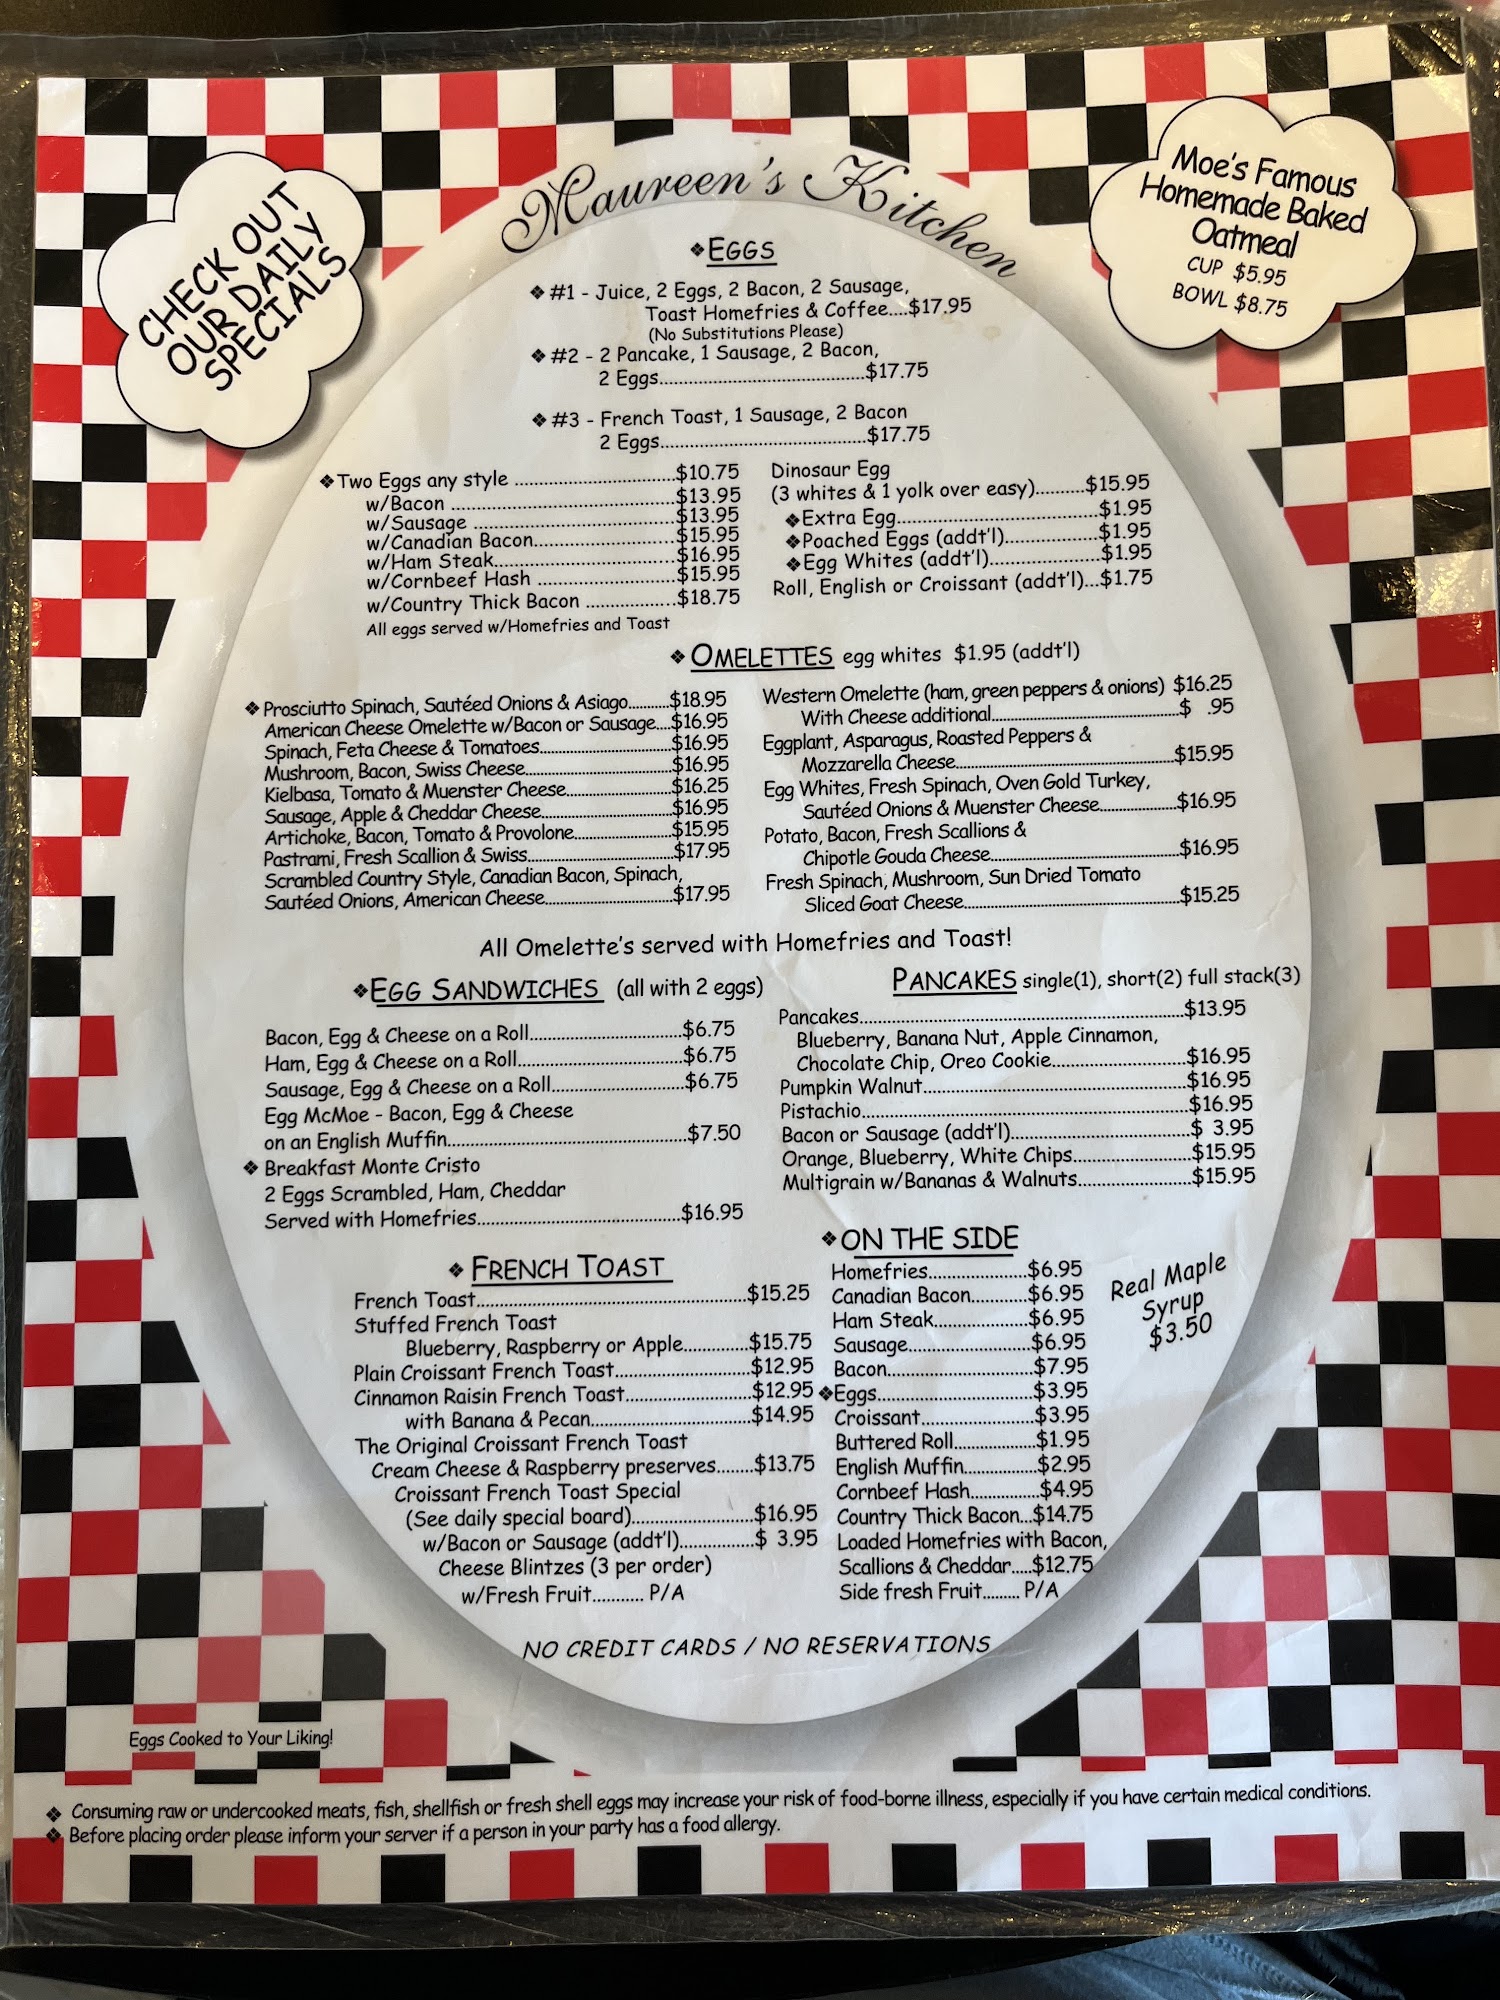 CHECK OUT
OUR DAILY
SPECIALS
Maureen's Kitchen
Moe's Famous
Homemade Baked
Oatmeal
CUP $5.95
BOWL $8.75
❖EGGS
❖ #1 - Juice, 2 Eggs, 2 Bacon, 2 Sausage,
Toast Homefries & Coffee....$17.95
(No Substitutions Please)
❖ #2 - 2 Pancake, 1 Sausage, 2 Bacon,
2 Eggs..........................................$17.75
❖ #3 - French Toast, 1 Sausage, 2 Bacon
2 Eggs..........................................$17.75
❖Two Eggs any style .................................$10.75
w/Bacon ..............................................$13.95
w/Sausage .........................................$13.95
w/Canadian Bacon.............................$15.95
w/Ham Steak.....................................$16.95
w/Cornbeef Hash ............................$15.95
w/Country Thick Bacon ..................$18.75
All eggs served w/Homefries and Toast
Dinosaur Egg
(3 whites & 1 yolk over easy)..........$15.95
❖Extra Egg.........................................$1.95
❖Poached Eggs (addt'l)...................$1.95
❖Egg Whites (addt'l).......................$1.95
Roll, English or Croissant (addt'l)...$1.75
❖ OMELETTES egg whites $1.95 (addt'l)
❖ Prosciutto Spinach, Sautéed Onions & Asiago..........$18.95
American Cheese Omelette w/Bacon or Sausage....$16.95
Spinach, Feta Cheese & Tomatoes................................$16.95
Mushroom, Bacon, Swiss Cheese...................................$16.95
Kielbasa, Tomato & Muenster Cheese.........................$16.25
Sausage, Apple & Cheddar Cheese...............................$16.95
Artichoke, Bacon, Tomato & Provolone.......................$15.95
Pastrami, Fresh Scallion & Swiss...................................$17.95
Scrambled Country Style, Canadian Bacon, Spinach,
Sautéed Onions, American Cheese...............................$17.95
Western Omelette (ham, green peppers & onions) $16.25
With Cheese additional.............................................$ .95
Eggplant, Asparagus, Roasted Peppers &
Mozzarella Cheese.....................................................$15.95
Egg Whites, Fresh Spinach, Oven Gold Turkey,
Sautéed Onions & Muenster Cheese...................$16.95
Potato, Bacon, Fresh Scallions &
Chipotle Gouda Cheese..............................................$16.95
Fresh Spinach, Mushroom, Sun Dried Tomato
Sliced Goat Cheese.....................................................$15.25
All Omelette's served with Homefries and Toast!
❖EGG SANDWICHES (all with 2 eggs)
Bacon, Egg & Cheese on a Roll...............................$6.75
Ham, Egg & Cheese on a Roll..................................$6.75
Sausage, Egg & Cheese on a Roll...........................$6.75
Egg McMoe - Bacon, Egg & Cheese
on an English Muffin.................................................$7.50
❖ Breakfast Monte Cristo
2 Eggs Scrambled, Ham, Cheddar
Served with Homefries..........................................$16.95
PANCAKES single(1), short(2) full stack(3)
Pancakes..................................................................$13.95
Blueberry, Banana Nut, Apple Cinnamon,
Chocolate Chip, Oreo Cookie...........................$16.95
Pumpkin Walnut......................................................$16.95
Pistachio...................................................................$16.95
Bacon or Sausage (addt'l).....................................$ 3.95
Orange, Blueberry, White Chips........................$15.95
Multigrain w/Bananas & Walnuts.......................$15.95
❖ FRENCH TOAST
French Toast.......................................................$15.25
Stuffed French Toast
Blueberry, Raspberry or Apple.............$15.75
Plain Croissant French Toast............................$12.95
Cinnamon Raisin French Toast..........................$12.95
with Banana & Pecan.................................$14.95
The Original Croissant French Toast
Cream Cheese & Raspberry preserves........$13.75
Croissant French Toast Special
(See daily special board).........................$16.95
w/Bacon or Sausage (addt'l)................$ 3.95
Cheese Blintzes (3 per order)
w/Fresh Fruit........... P/A
❖ON THE SIDE
Homefries....................$6.95
Canadian Bacon...........$6.95
Ham Steak...................$6.95
Sausage.........................$6.95
Bacon..............................$7.95
❖Eggs................................$3.95
Croissant.......................$3.95
Buttered Roll.................$1.95
English Muffin...............$2.95
Cornbeef Hash..............$4.95
Country Thick Bacon...$14.75
Loaded Homefries with Bacon,
Scallions & Cheddar.....$12.75
Side fresh Fruit........ P/A
Real Maple
Syrup
$3.50
NO CREDIT CARDS / NO RESERVATIONS
Eggs Cooked to Your Liking!
❖ Consuming raw or undercooked meats, fish, shellfish or fresh shell eggs may increase your risk of food-borne illness, especially if you have certain medical conditions.
❖ Before placing order please inform your server if a person in your party has a food allergy.